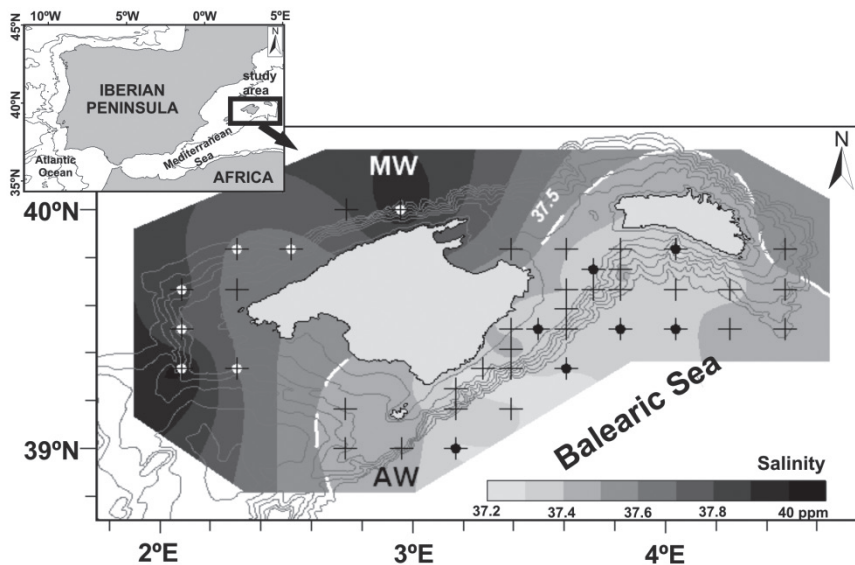 10ºW
5ºW
0ºW
5ºE
45ºN
40ºN
35ºN
N
IBERIAN
PENINSULA
study
area
Mediterranean
Sea
Atlantic
Ocean
AFRICA
MW
N
37.5
40ºN
39ºN
AW
Balearic Sea
Salinity
37.2
37.4
37.6
37.8
40 ppm
2ºE
3ºE
4ºE